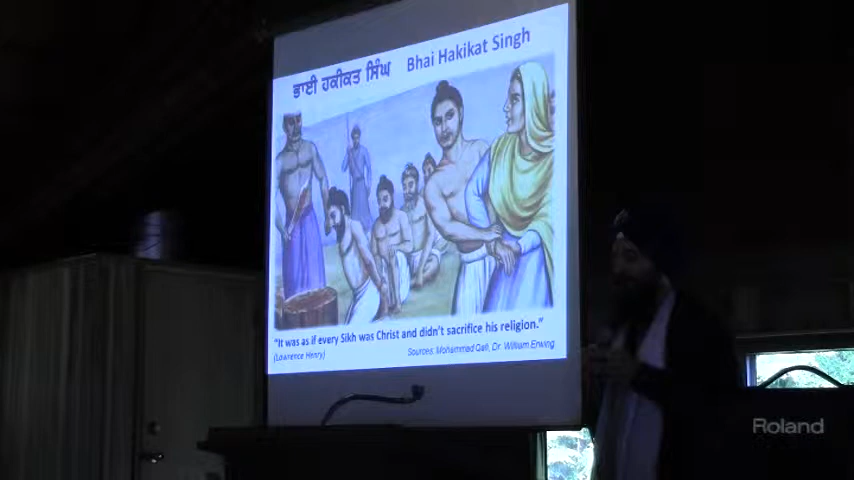 ਭਾਈ ਹਕੀਕਤ ਸਿੰਘ Bhai Hakikat Singh
"It was as if every Sikh was Christ and didn't sacrifice his religion."
(Lawrence Henry) Sources: Mohammad Qafi, Dr. William Erwing
Roland